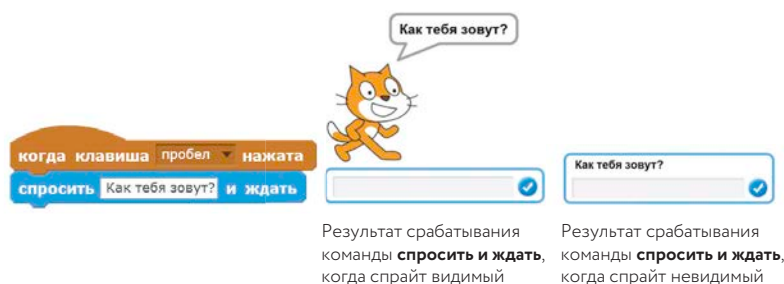 Как тебя зовут?
когда клавиша пробел нажата
спросить Как тебя зовут? и ждать
Как тебя зовут?
Результат срабатывания
команды спросить и ждать,
когда спрайт видимый
Результат срабатывания
команды спросить и ждать,
когда спрайт невидимый